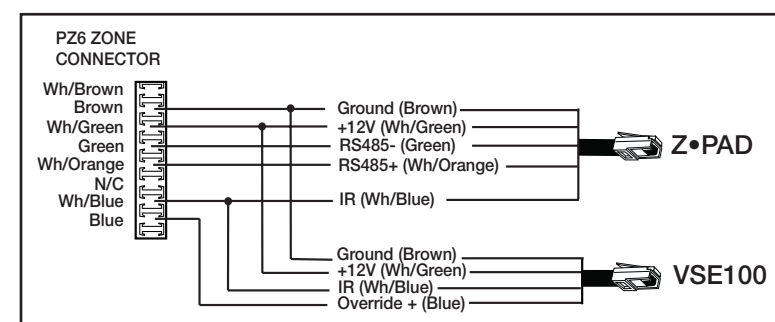 PZ6 ZONE
CONNECTOR
Wh/Brown
Brown
Wh/Green
Green
Wh/Orange
N/C
Wh/Blue
Blue
Ground (Brown)
+12V (Wh/Green)
RS485- (Green)
RS485+ (Wh/Orange)
IR (Wh/Blue)
Z•PAD
Ground (Brown)
+12V (Wh/Green)
IR (Wh/Blue)
Override + (Blue)
VSE100